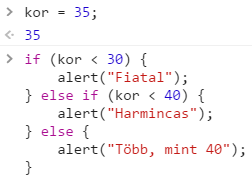 > kor = 35;
< 35
> if (kor < 30) {
      alert("Fiatal");
  } else if (kor < 40) {
      alert("Harmincas");
  } else {
      alert("Több, mint 40");
  }